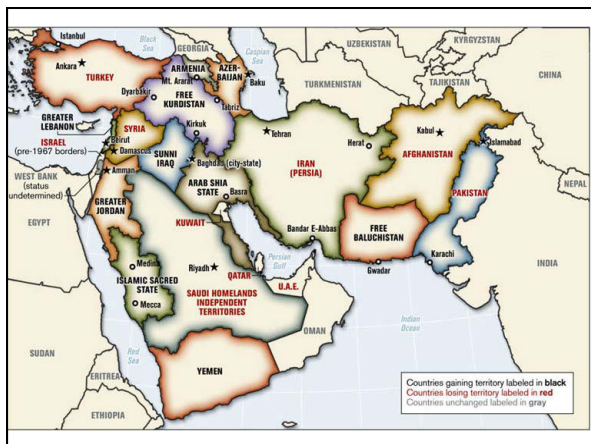 Istanbul
Black
Sea
GEORGIA
Caspian
Sea
UZBEKISTAN
KYRGYZSTAN
Ankara
TURKEY
ARMENIA
Mt. Ararat
AZER-
BAIJAN
Baku
TURKMENISTAN
TAJIKISTAN
CHINA
Dyarbakir
FREE
KURDISTAN
Tabriz
GREATER
LEBANON
Kirkuk
Tehran
Herat
Kabul
Islamabad
SYRIA
Beirut
ISRAEL
(pre-1967 borders)
Damascus
SUNNI
IRAQ
Baghdad (city-state)
IRAN
(PERSIA)
AFGHANISTAN
WEST BANK
(status
undetermined)
Amman
ARAB SHIA
STATE
Basra
PAKISTAN
NEPAL
EGYPT
GREATER
JORDAN
KUWAIT
Bandar E-Abbas
FREE
BALUCHISTAN
Persian
Gulf
Karachi
Gwadar
INDIA
Medina
ISLAMIC SACRED
STATE
Mecca
Riyadh
QATAR
U.A.E.
SAUDI HOMELANDS
INDEPENDENT
TERRITORIES
OMAN
Indian
Ocean
SUDAN
Red
Sea
YEMEN
ERITREA
ETHIOPIA
Countries gaining territory labeled in black
Countries losing territory labeled in red
Countries unchanged labeled in gray